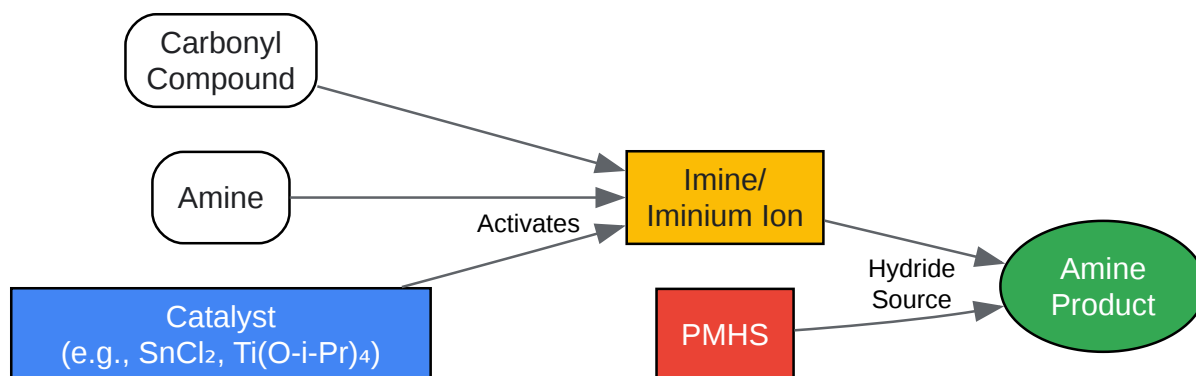 Carbonyl
Compound
Amine
Activates
Imine/
Iminium Ion
Catalyst
(e.g., SnCl₂, Ti(O-i-Pr)₄)
PMHS
Hydride
Source
Amine
Product